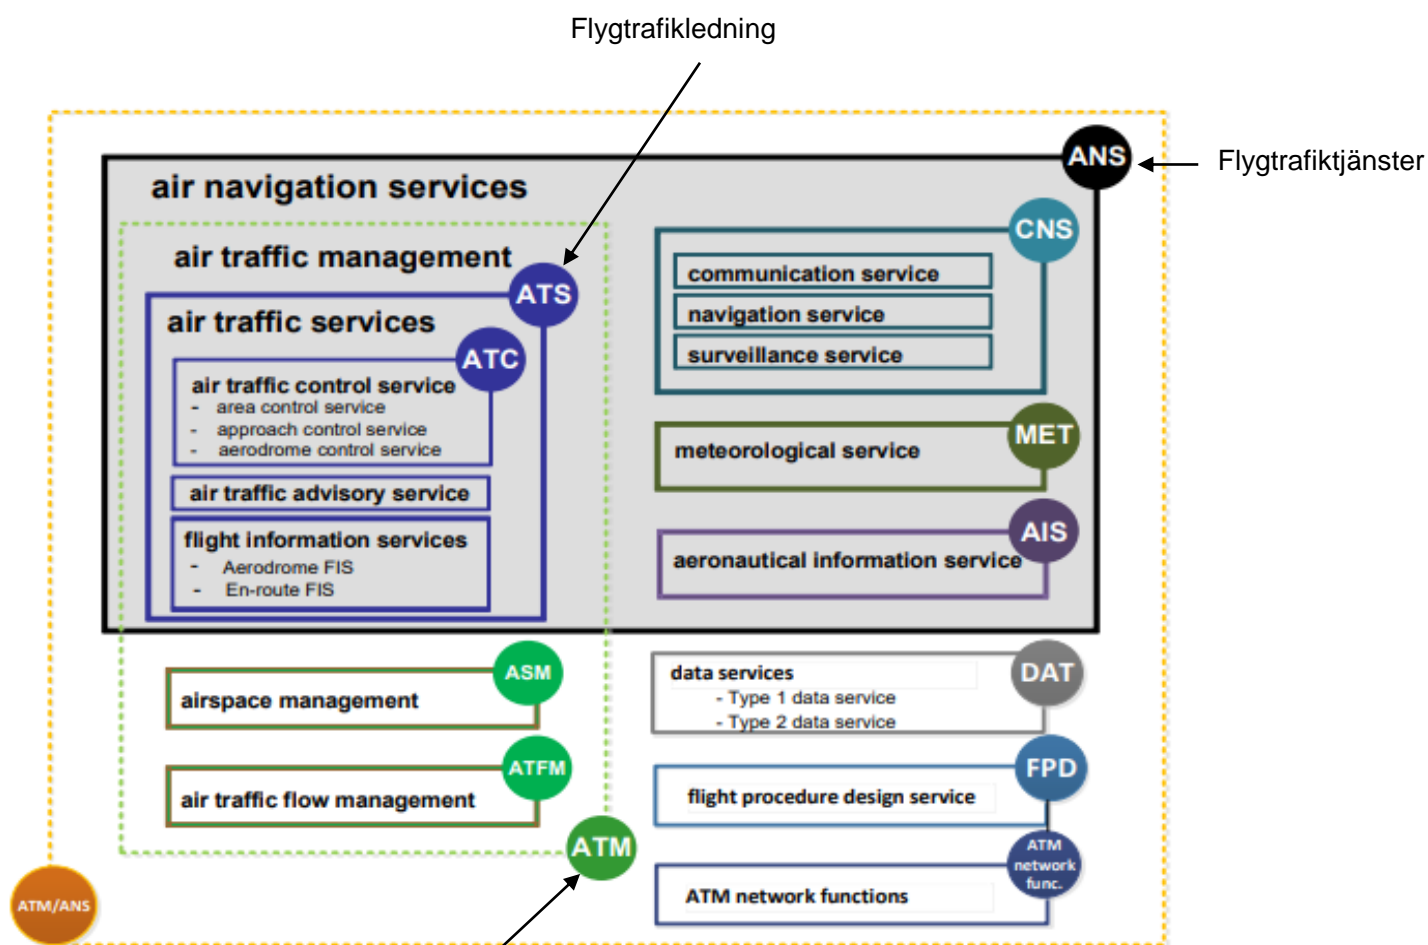 Flygtrafikledning
ANS
Flygtrafiktjänster
air navigation services
CNS
air traffic management
communication service
ATS
navigation service
air traffic services
surveillance service
ATC
air traffic control service
- area control service
- approach control service
- aerodrome control service
MET
meteorological service
air traffic advisory service
flight information services
- Aerodrome FIS
- En-route FIS
AIS
aeronautical information service
ASM
airspace management
DAT
data services
- Type 1 data service
- Type 2 data service
ATFM
air traffic flow management
FPD
flight procedure design service
ATM
ATM
network
func.
ATM network functions
ATM/ANS